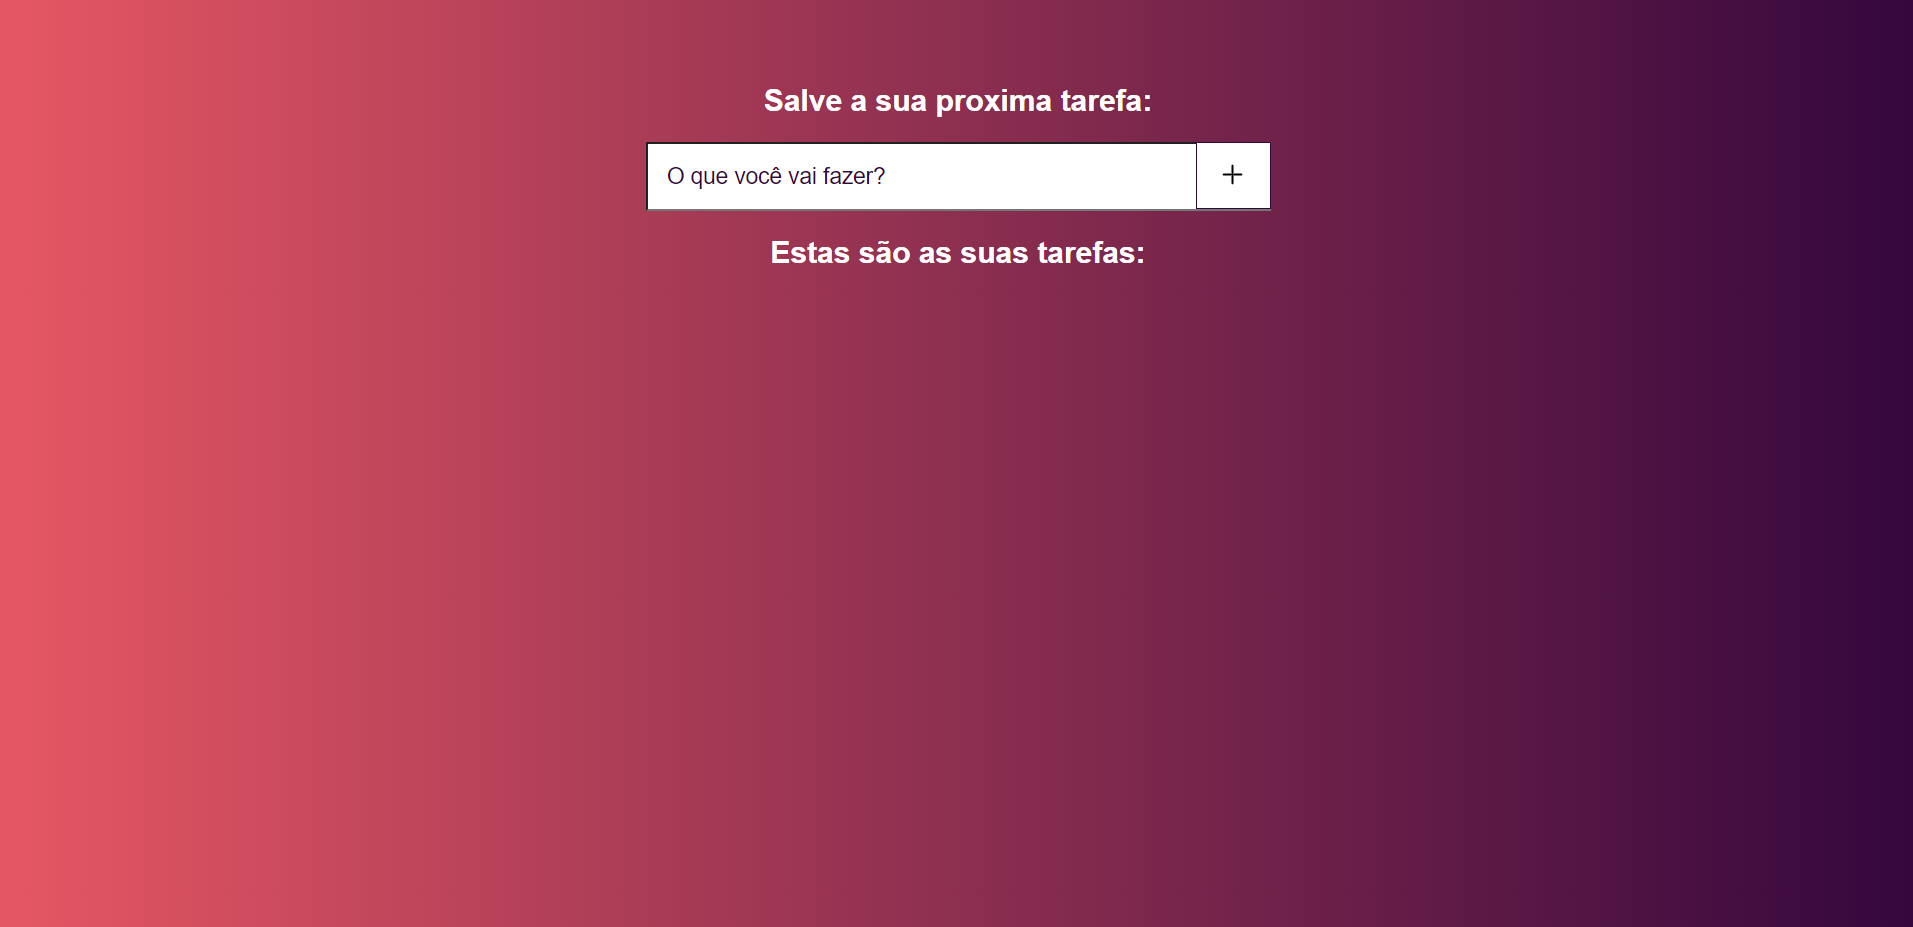 Salve a sua proxima tarefa:
O que você vai fazer?
Estas são as suas tarefas: